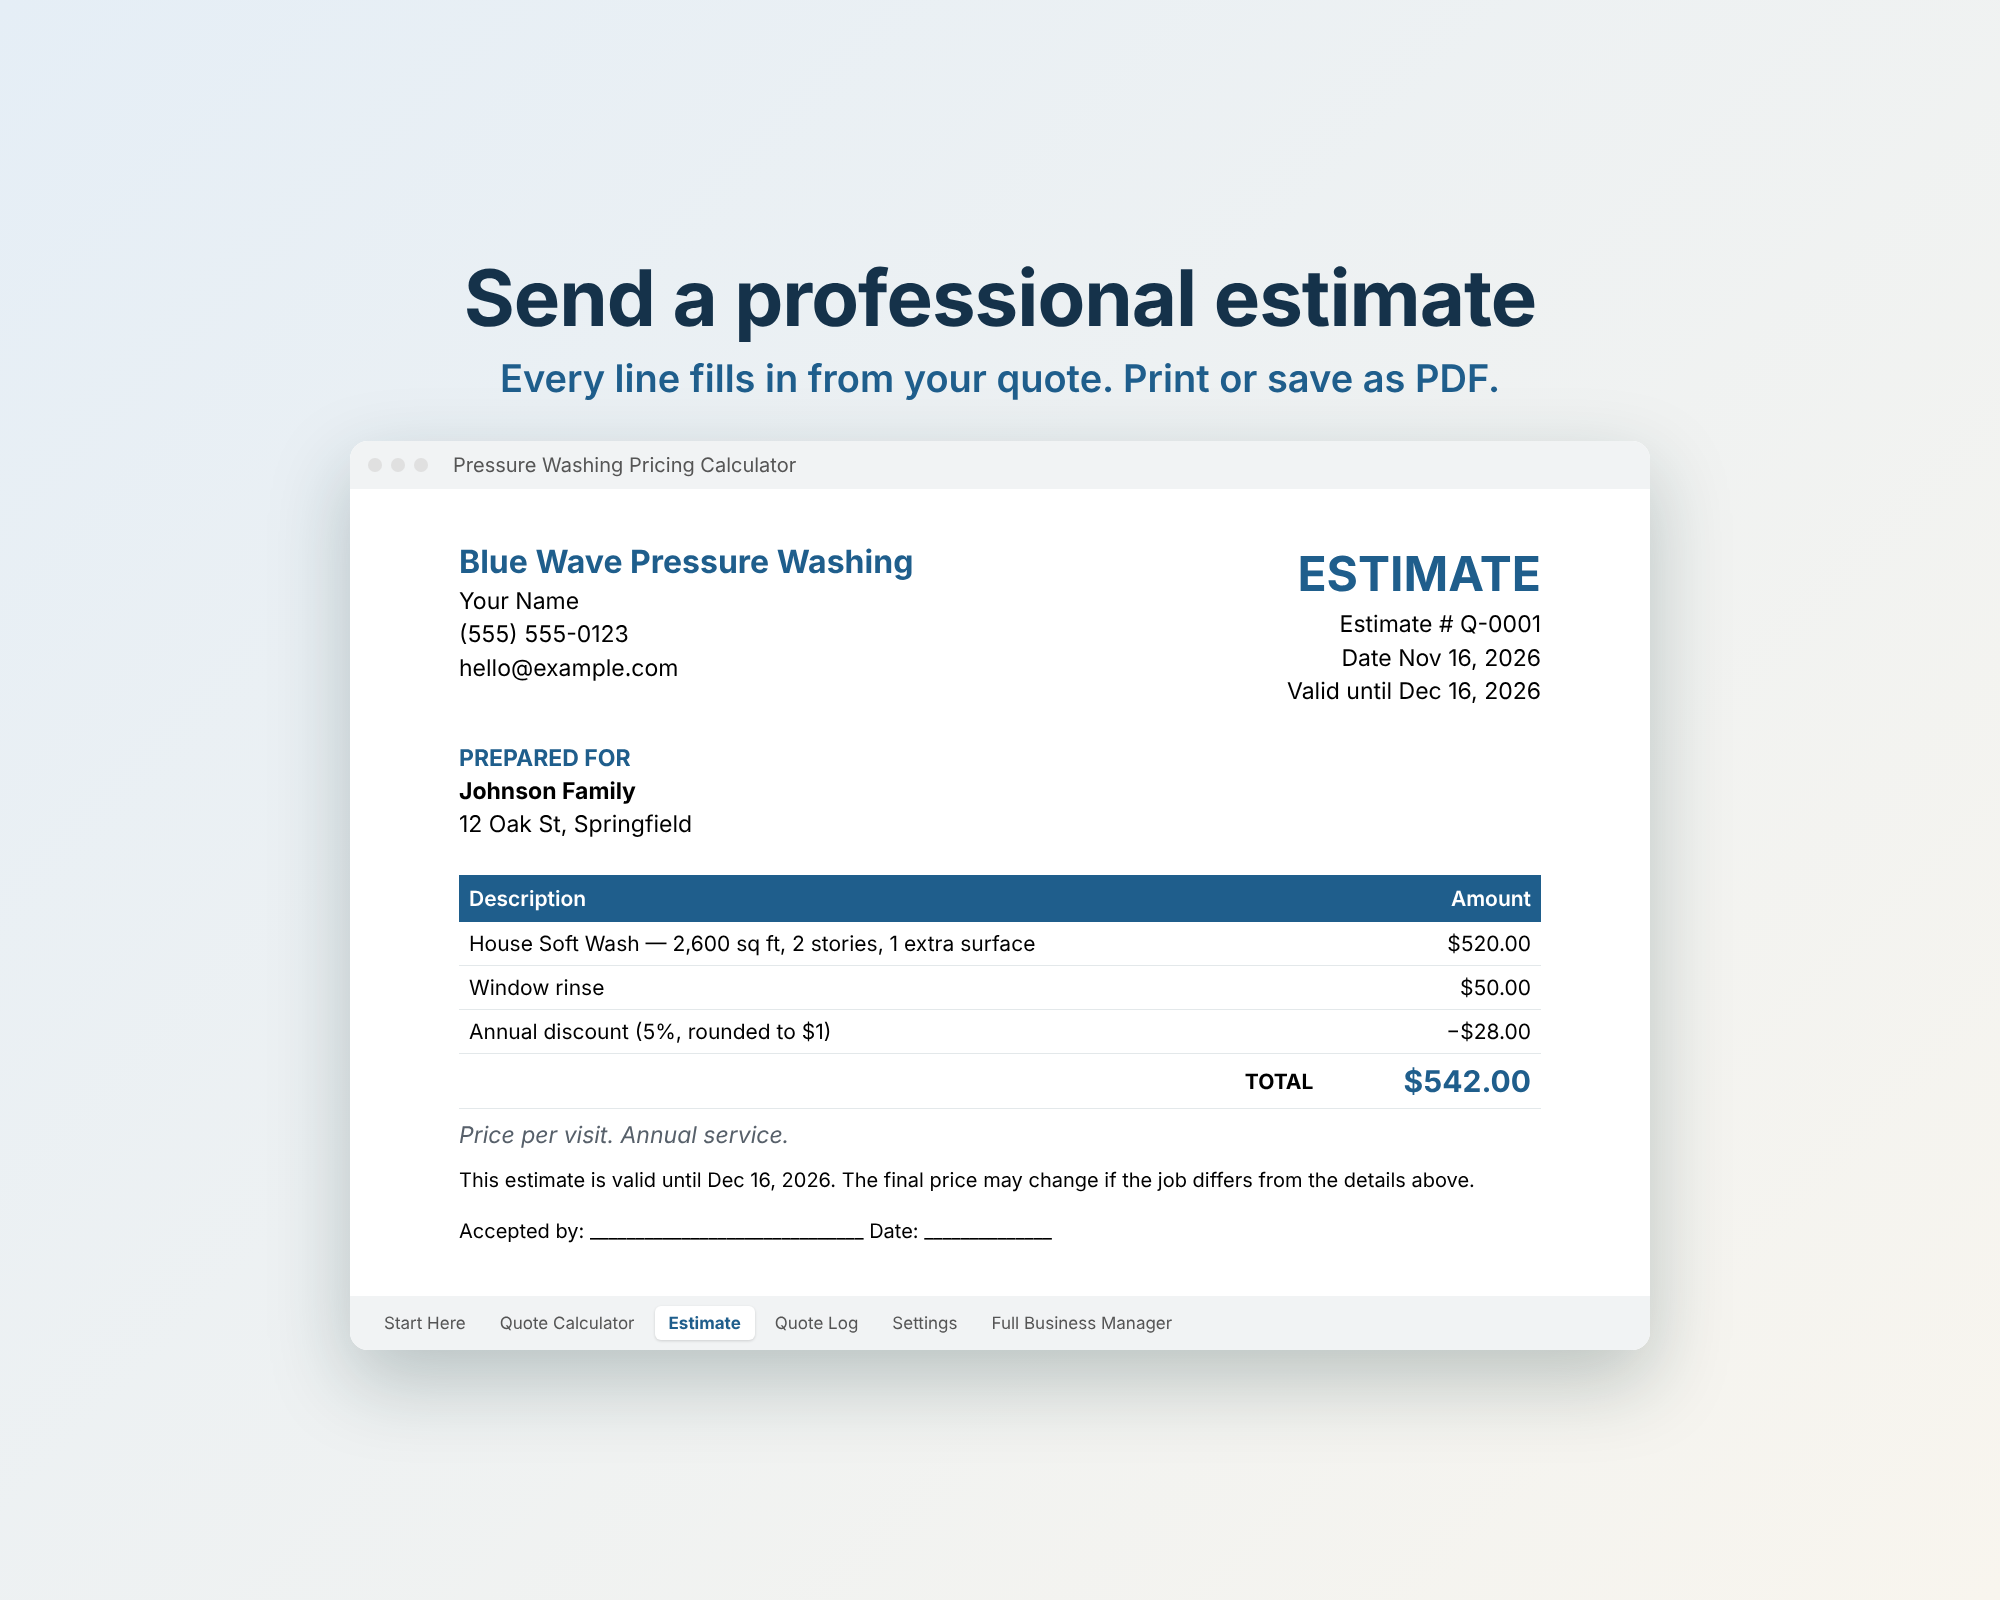 Send a professional estimate
Every line fills in from your quote. Print or save as PDF.
Pressure Washing Pricing Calculator
Blue Wave Pressure Washing
Your Name
(555) 555-0123
hello@example.com
ESTIMATE
Estimate # Q-0001
Date Nov 16, 2026
Valid until Dec 16, 2026
PREPARED FOR
Johnson Family
12 Oak St, Springfield
Description Amount
House Soft Wash — 2,600 sq ft, 2 stories, 1 extra surface $520.00
Window rinse $50.00
Annual discount (5%, rounded to $1) −$28.00
TOTAL $542.00
Price per visit. Annual service.
This estimate is valid until Dec 16, 2026. The final price may change if the job differs from the details above.
Accepted by: ______________________________ Date: ______________
Start Here Quote Calculator Estimate Quote Log Settings Full Business Manager